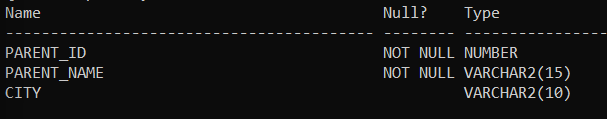 Name                                      Null?    Type
----------------------------------------- -------- ----------------
PARENT_ID                                 NOT NULL NUMBER
PARENT_NAME                               NOT NULL VARCHAR2(15)
CITY                                               VARCHAR2(10)